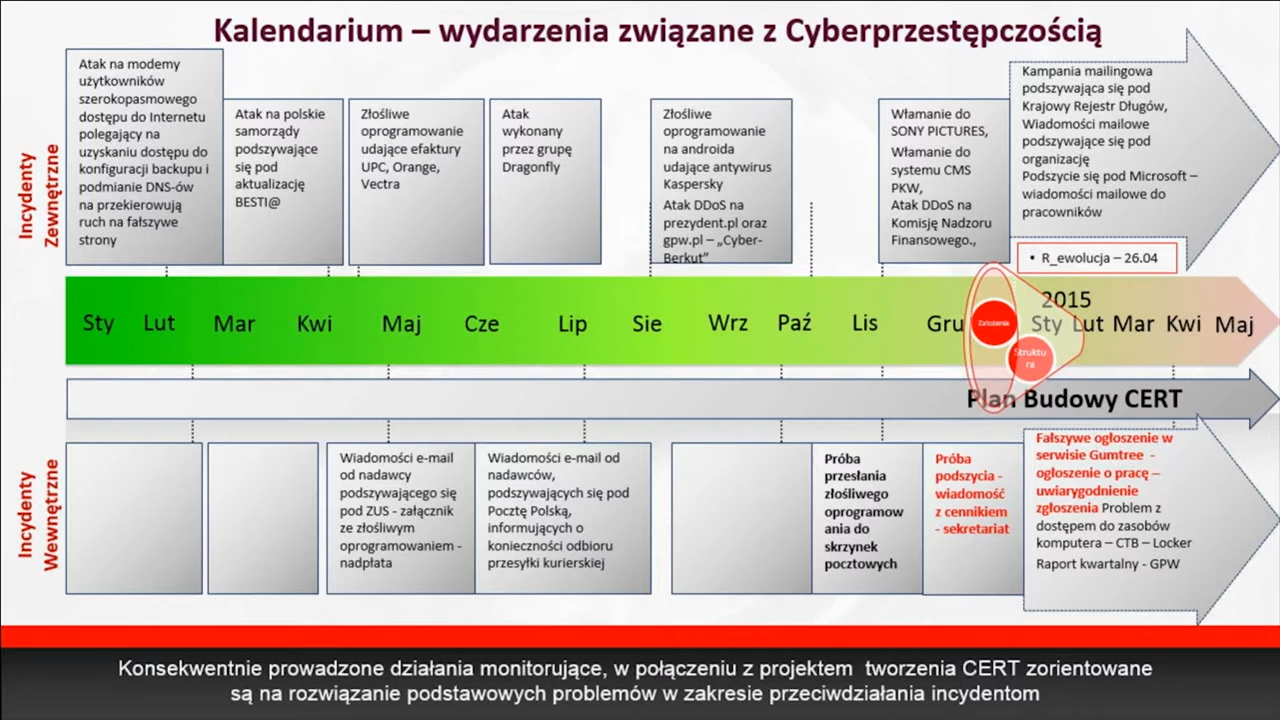 Kalendarium – wydarzenia związane z Cyberprzestępczością
Incydenty
Zewnętrzne
Atak na modemy
użytkowników
szerokopasmowego
dostępu do Internetu
polegający na
uzyskaniu dostępu do
konfiguracji backupu i
podmianie DNS-ów
na przekierowują
ruch na fałszywe
strony
Atak na polskie
samorządy
podszywające
się pod
aktualizację
BESTI@
Złośliwe
oprogramowanie
udające efaktury
UPC, Orange,
Vectra
Atak
wykonany
przez grupę
Dragonfly
Złośliwe
oprogramowanie
na androida
udające antywirus
Kaspersky
Atak DDoS na
prezydent.pl oraz
gpw.pl – „Cyber-
Berkut”
Włamanie do
SONY PICTURES,
Włamanie do
systemu CMS
PKW,
Atak DDoS na
Komisję Nadzoru
Finansowego.,
Kampania mailingowa
podszywająca się pod
Krajowy Rejestr Długów,
Wiadomości mailowe
podszywające się pod
organizację
Podszycie się pod Microsoft –
wiadomości mailowe do
pracowników
• R_ewolucja – 26.04
2015
Sty Lut Mar Kwi Maj Cze Lip Sie Wrz Paź Lis Gru Sty Lut Mar Kwi Maj
Założenie
Struktu
ra
Plan Budowy CERT
Incydenty
Wewnętrzne
Wiadomości e-mail
od nadawcy
podszywającego się
pod ZUS - załącznik
ze złośliwym
oprogramowaniem -
nadpłata
Wiadomości e-mail od
nadawców,
podszywających się pod
Pocztę Polską,
informujących o
konieczności odbioru
przesyłki kurierskiej
Próba
przesłania
złośliwego
oprogramow
ania do
skrzynek
pocztowych
Próba
podszycia -
wiadomość
z cennikiem
- sekretariat
Fałszywe ogłoszenie w
serwisie Gumtree -
ogłoszenie o pracę –
uwiarygodnienie
zgłoszenia Problem z
dostępem do zasobów
komputera – CTB – Locker
Raport kwartalny - GPW
Konsekwentnie prowadzone działania monitorujące, w połączeniu z projektem tworzenia CERT zorientowane
są na rozwiązanie podstawowych problemów w zakresie przeciwdziałania incydentom